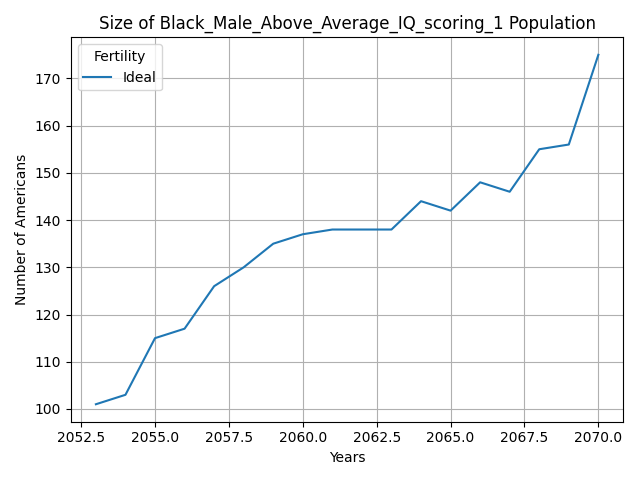 Size of Black_Male_Above_Average_IQ_scoring_1 Population
Fertility
Ideal
Number of Americans
170
160
150
140
130
120
110
100
2052.5 2055.0 2057.5 2060.0 2062.5 2065.0 2067.5 2070.0
Years